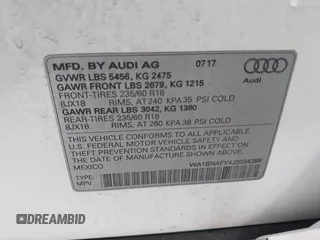 MFD. BY AUDI AG 0717
GVWR LBS 5456, KG 2475
GAWR FRONT LBS 2679, KG 1215
FRONT-TIRES 235/60 R18
8JX18 RIMS, AT 240 KPA 35 PSI COLD
GAWR REAR LBS 3042, KG 1380
REAR-TIRES 235/60 R18
8JX18 RIMS, AT 260 KPA 38 PSI COLD
THIS VEHICLE CONFORMS TO ALL APPLICABLE
U.S. FEDERAL MOTOR VEHICLE SAFETY
STANDARDS IN EFFECT ON THE DATE OF
MANUFACTURE SHOWN ABOVE.
MEXICO
TYPE:
MPV
Audi
DREAMBID
DREAMBID.COM